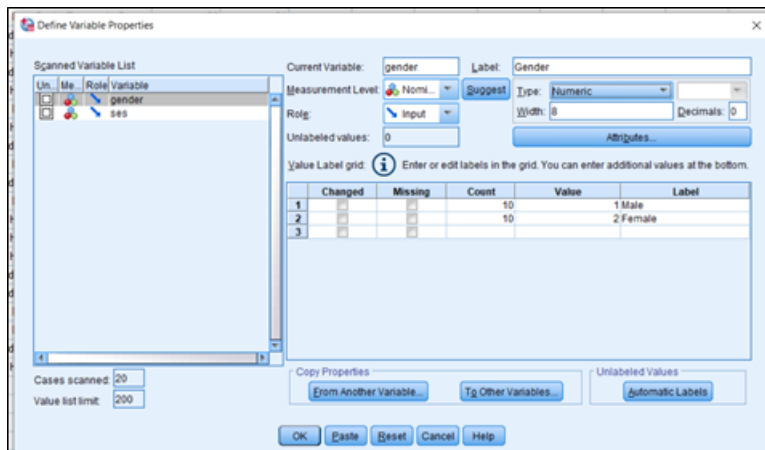 Define Variable Properties
Scanned Variable List
Un... Me... Role Variable
gender
ses
Cases scanned: 20
Value list limit: 200
Current Variable: gender Label: Gender
Measurement Level: Nomi... Suggest Type: Numeric
Role: Input Width: 8 Decimals: 0
Unlabeled values: 0 Attributes...
Value Label grid: Enter or edit labels in the grid. You can enter additional values at the bottom.
Changed Missing Count Value Label
1 10 1 Male
2 10 2 Female
3
Copy Properties
From Another Variable... To Other Variables...
Unlabeled Values
Automatic Labels
OK Paste Reset Cancel Help